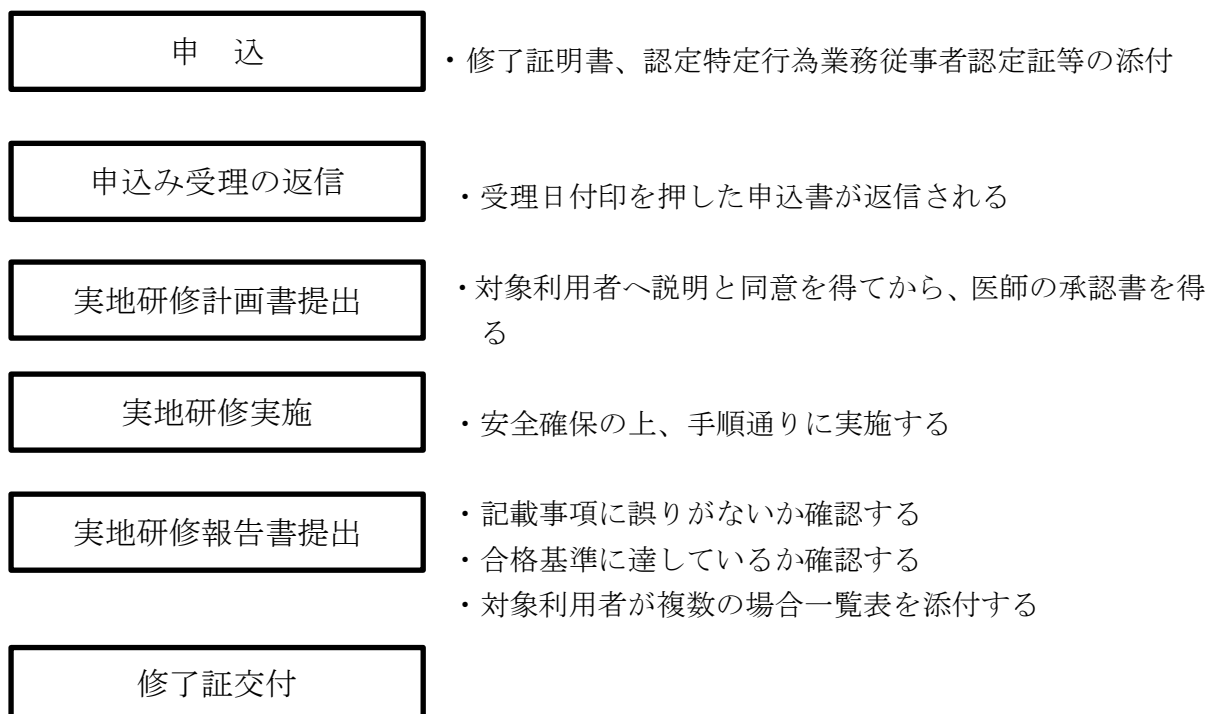 申　込
・修了証明書、認定特定行為業務従事者認定証等の添付
申込み受理の返信
・受理日付印を押した申込書が返信される
実地研修計画書提出
・対象利用者へ説明と同意を得てから、医師の承認書を得
る
実地研修実施
・安全確保の上、手順通りに実施する
実地研修報告書提出
・記載事項に誤りがないか確認する
・合格基準に達しているか確認する
・対象利用者が複数の場合一覧表を添付する
修了証交付